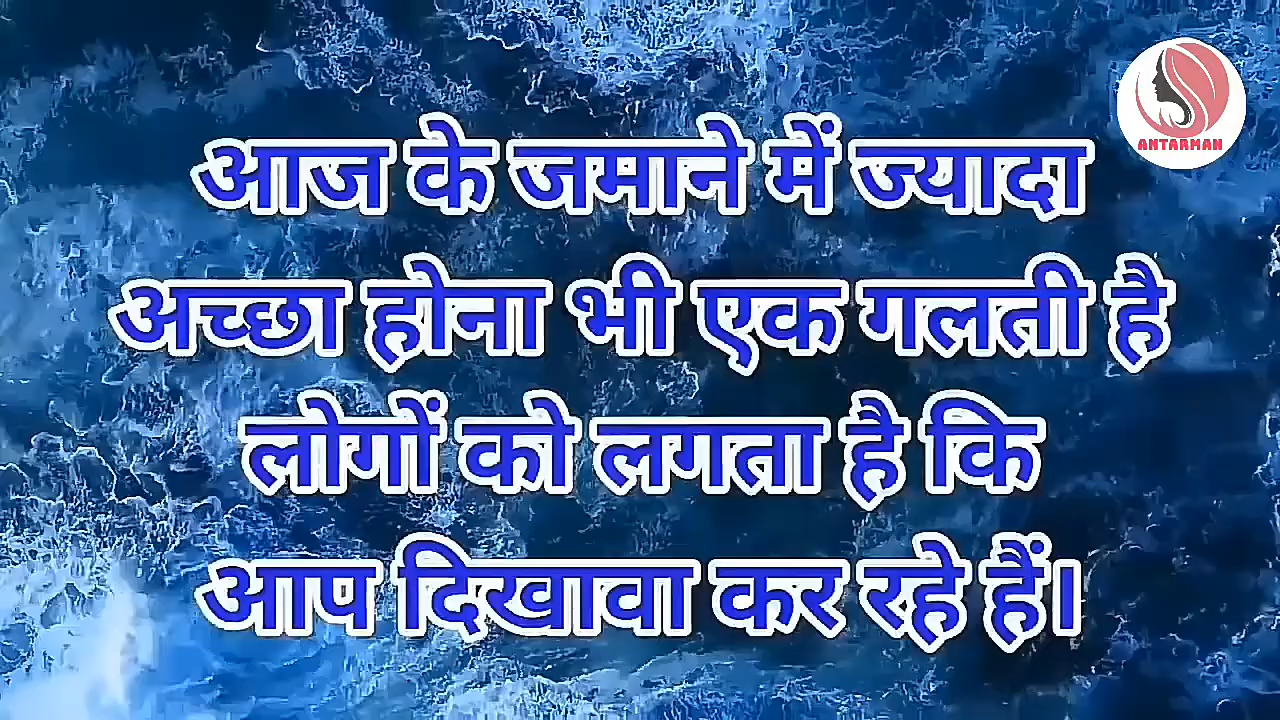 ANTARMAN
आज के जमाने में ज्यादा
अच्छा होना भी एक गलती है
लोगों को लगता है कि
आप दिखावा कर रहे हैं।